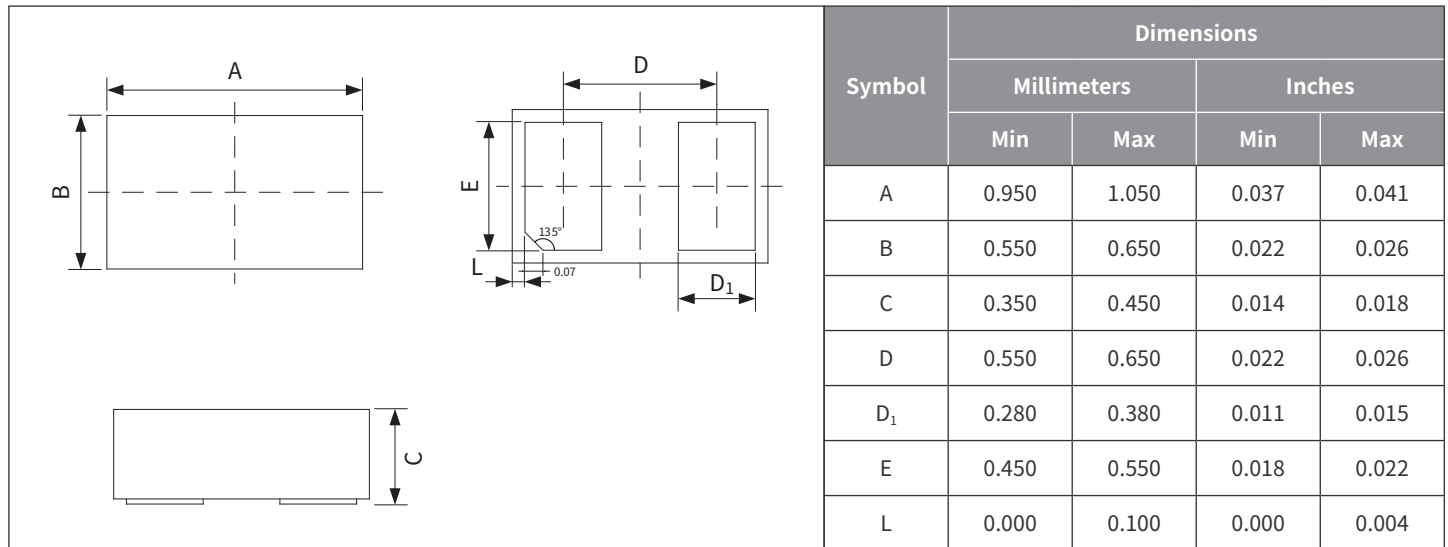 A
B
D
E
135°
L
0.07
D₁
C
Symbol Dimensions
Millimeters Inches
Min Max Min Max
A 0.950 1.050 0.037 0.041
B 0.550 0.650 0.022 0.026
C 0.350 0.450 0.014 0.018
D 0.550 0.650 0.022 0.026
D₁ 0.280 0.380 0.011 0.015
E 0.450 0.550 0.018 0.022
L 0.000 0.100 0.000 0.004